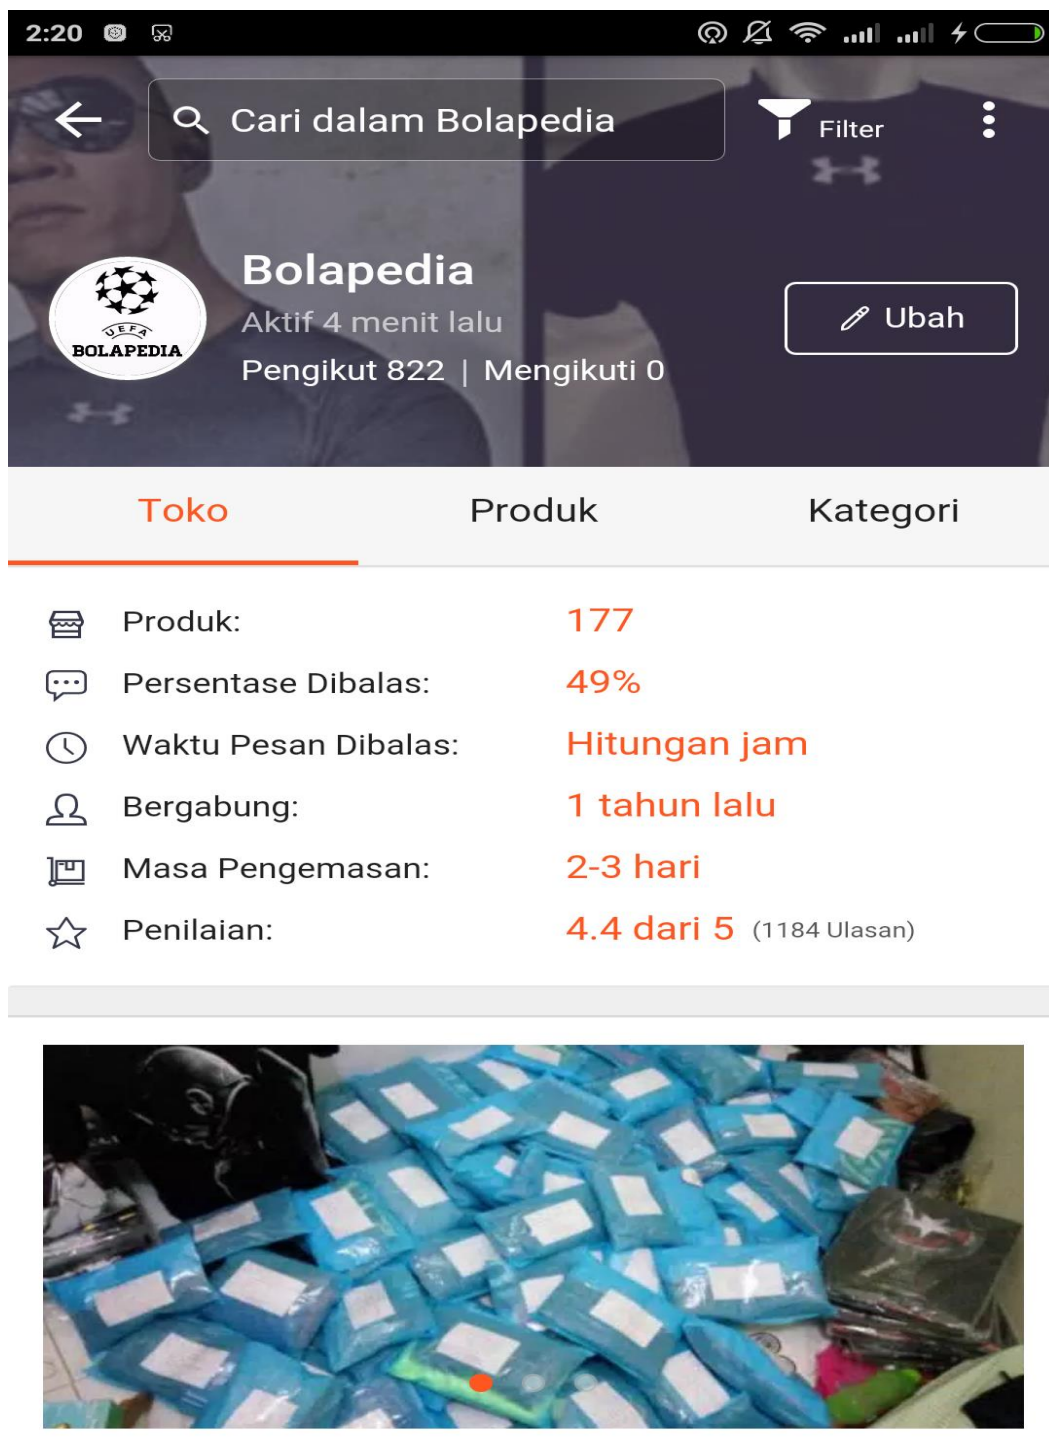 2:20
Cari dalam Bolapedia
Filter
Bolapedia
Aktif 4 menit lalu
Pengikut 822 | Mengikuti 0
Ubah
UEFA
BOLAPEDIA
Toko Produk Kategori
Produk: 177
Persentase Dibalas: 49%
Waktu Pesan Dibalas: Hitungan jam
Bergabung: 1 tahun lalu
Masa Pengemasan: 2-3 hari
Penilaian: 4.4 dari 5 (1184 Ulasan)